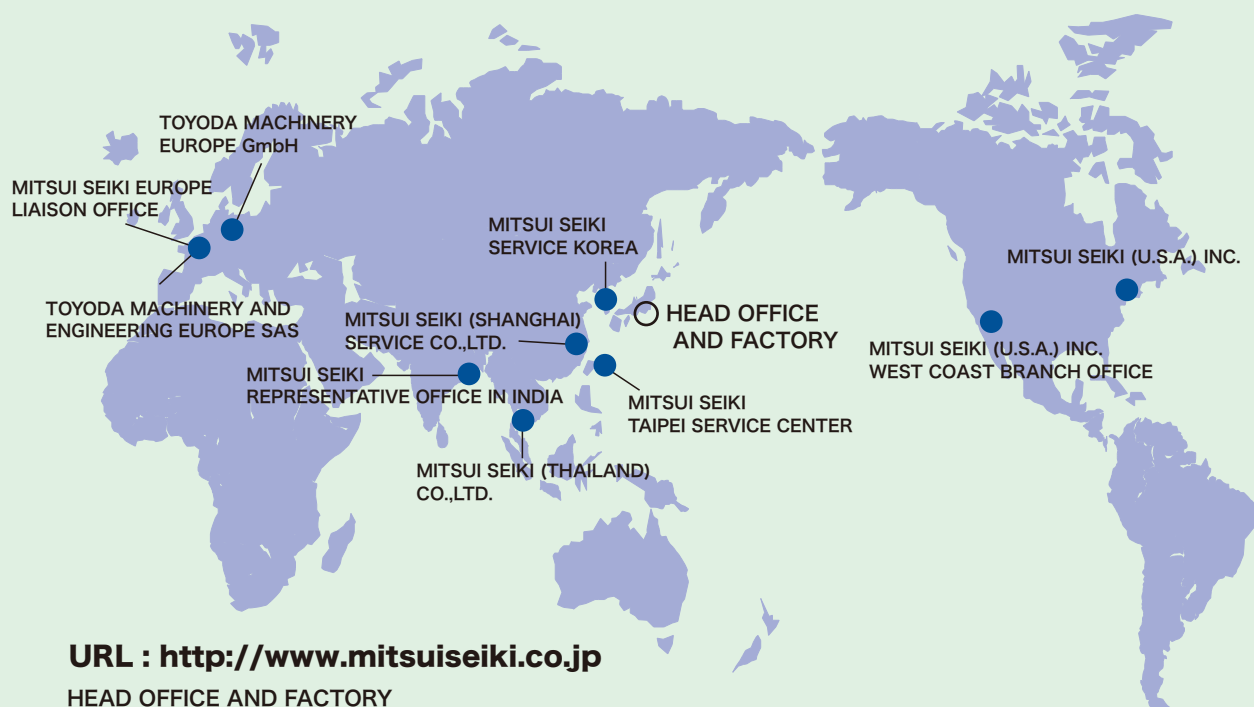 TOYODA MACHINERY
EUROPE GmbH
MITSUI SEIKI EUROPE
LIAISON OFFICE
TOYODA MACHINERY AND
ENGINEERING EUROPE SAS
MITSUI SEIKI
SERVICE KOREA
HEAD OFFICE
AND FACTORY
MITSUI SEIKI (SHANGHAI)
SERVICE CO.,LTD.
MITSUI SEIKI
REPRESENTATIVE OFFICE IN INDIA
MITSUI SEIKI
TAIPEI SERVICE CENTER
MITSUI SEIKI (THAILAND)
CO.,LTD.
MITSUI SEIKI (U.S.A.) INC.
MITSUI SEIKI (U.S.A.) INC.
WEST COAST BRANCH OFFICE
URL : http://www.mitsuiseiki.co.jp
HEAD OFFICE AND FACTORY